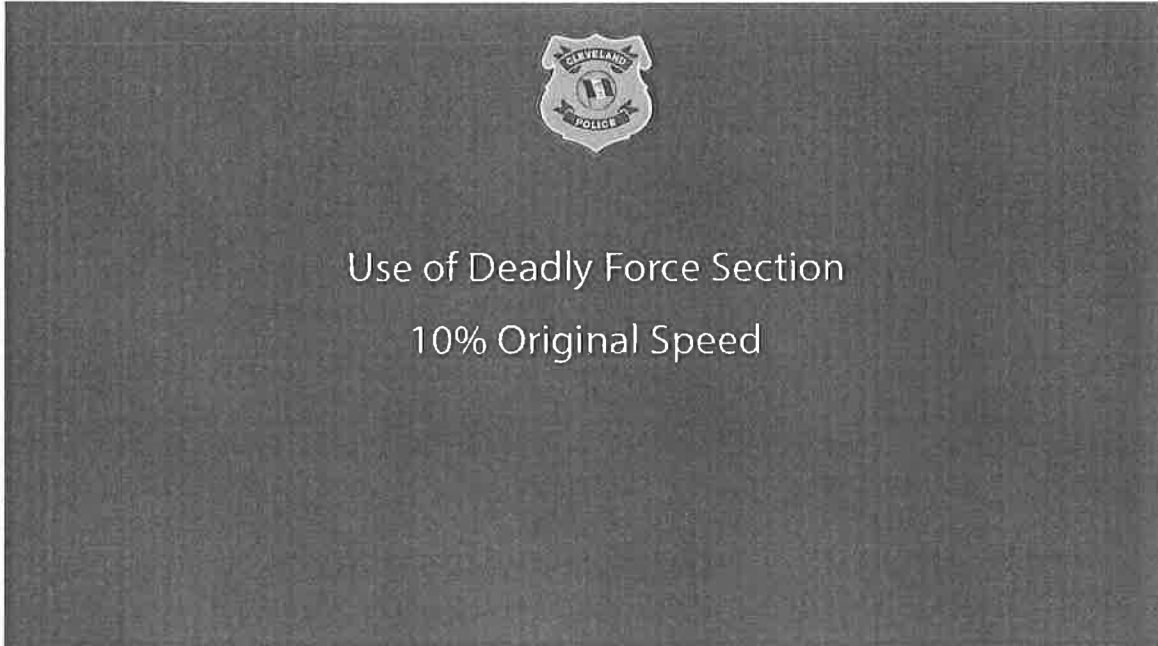 CLEVELAND
POLICE
Use of Deadly Force Section
10% Original Speed